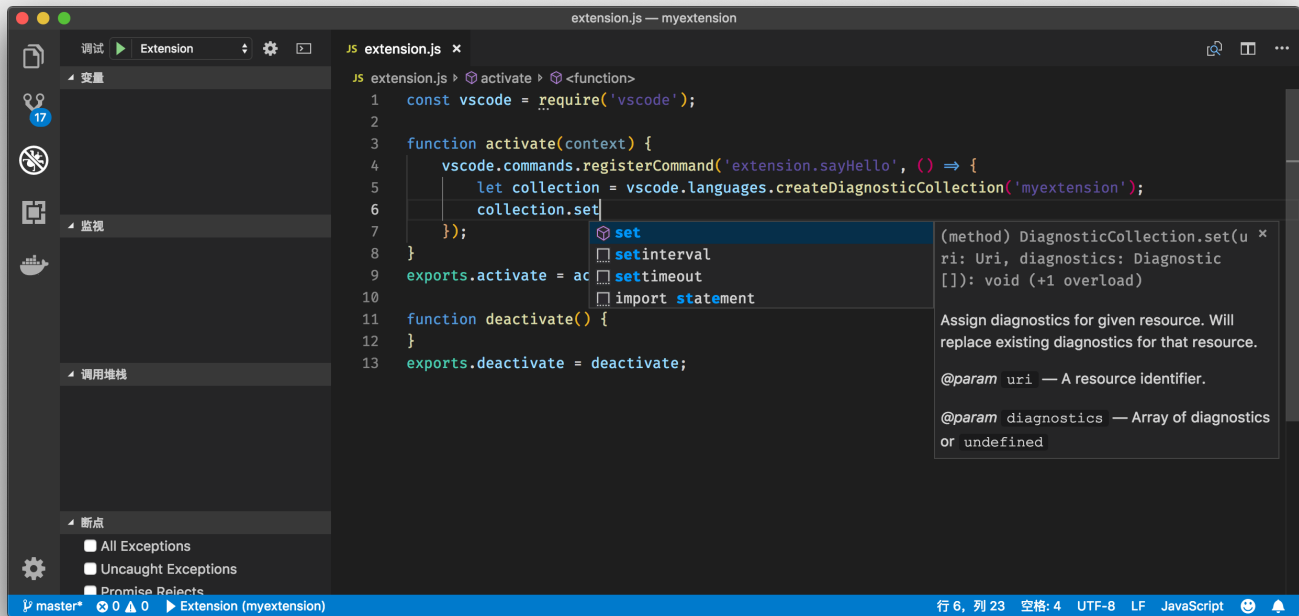 extension.js — myextension
调试 Extension
JS extension.js ×
变量
JS extension.js activate <function>
1 const vscode = require('vscode');
2
3 function activate(context) {
4 vscode.commands.registerCommand('extension.sayHello', () => {
5 let collection = vscode.languages.createDiagnosticCollection('myextension');
6 collection.set
7 });
8 }
9 exports.activate = ac
10
11 function deactivate() {
12 }
13 exports.deactivate = deactivate;
set
setinterval
settimeout
import statement
(method) DiagnosticCollection.set(u
ri: Uri, diagnostics: Diagnostic
[]): void (+1 overload)
Assign diagnostics for given resource. Will
replace existing diagnostics for that resource.
@param uri — A resource identifier.
@param diagnostics — Array of diagnostics
or undefined
17
监视
调用堆栈
断点
All Exceptions
Uncaught Exceptions
Promise Rejects
master* 0 0 Extension (myextension)
行 6，列 23 空格: 4 UTF-8 LF JavaScript